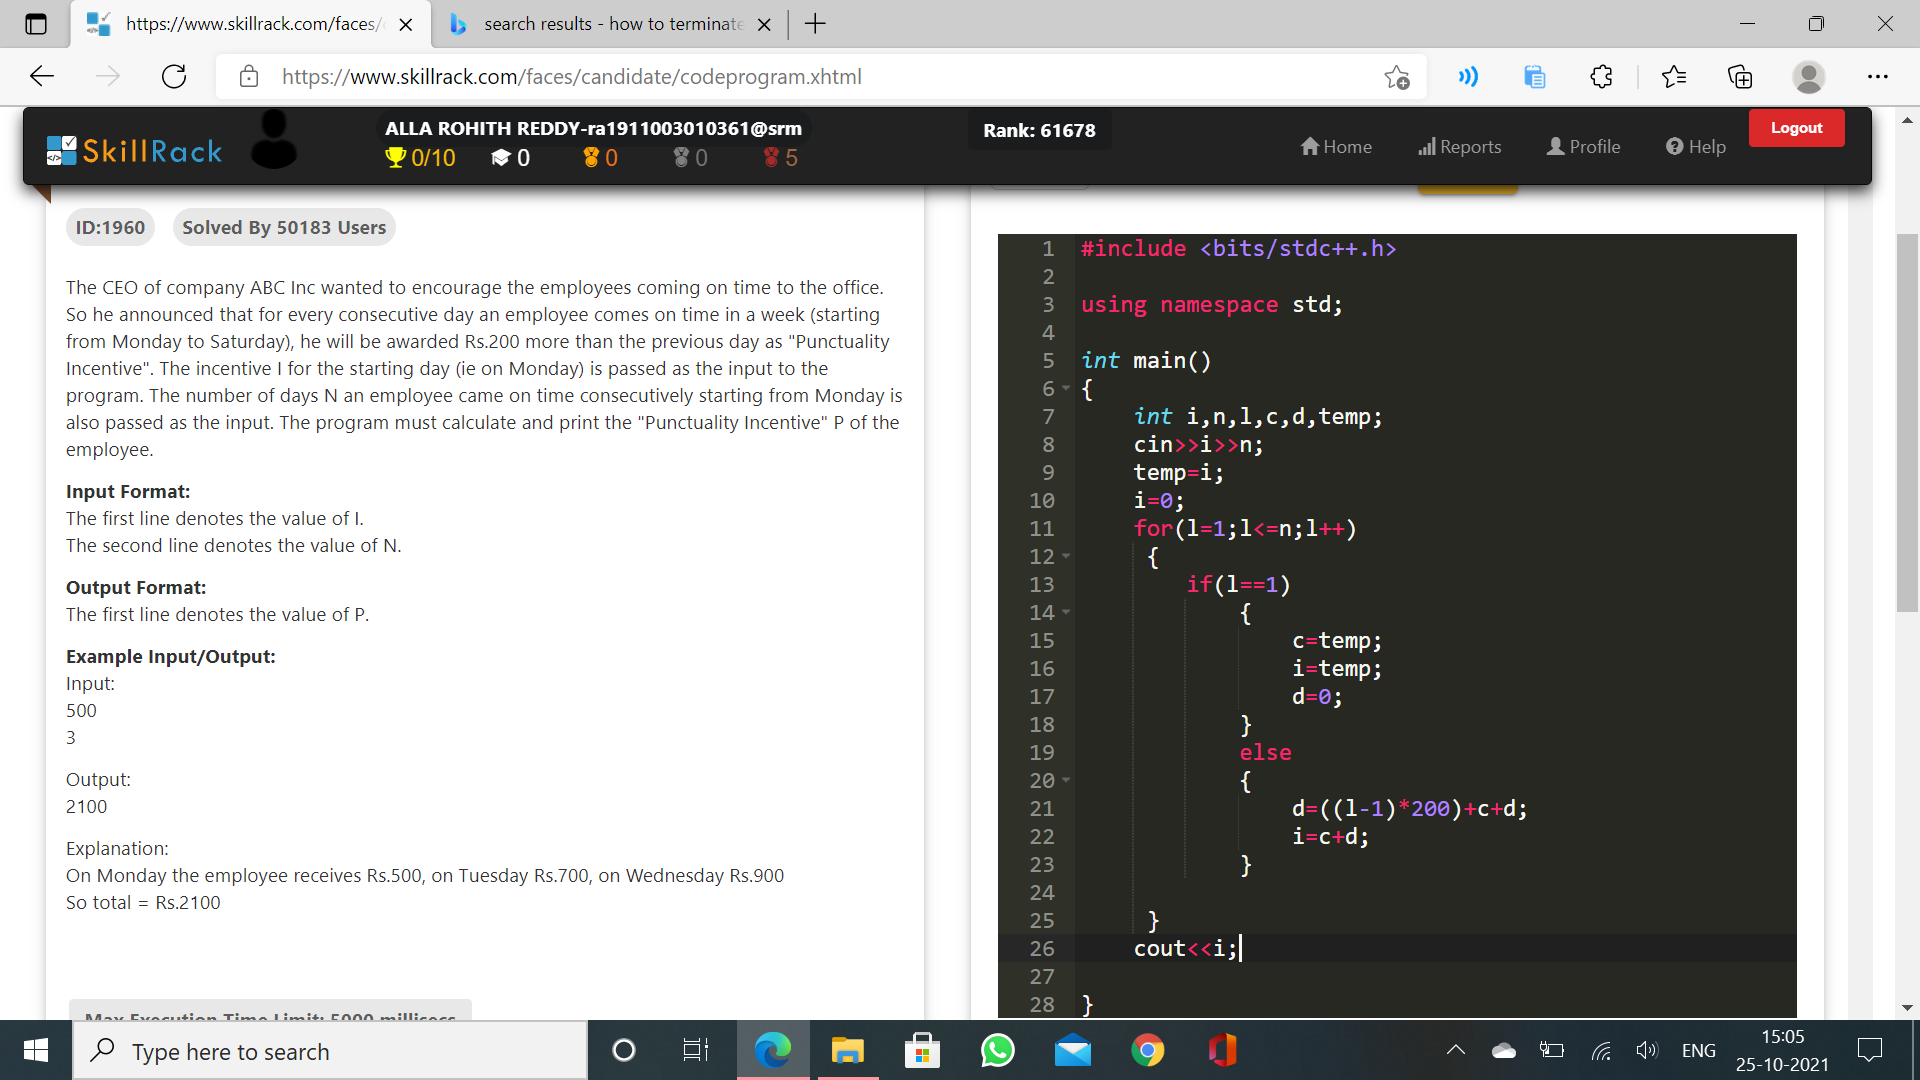 https://www.skillrack.com/faces/
search results - how to terminate
https://www.skillrack.com/faces/candidate/codeprogram.xhtml
SkillRack
ALLA ROHITH REDDY-ra1911003010361@srm
0/10 0 0 0 5
Rank: 61678
Home Reports Profile Help
Logout
ID:1960 Solved By 50183 Users
The CEO of company ABC Inc wanted to encourage the employees coming on time to the office.
So he announced that for every consecutive day an employee comes on time in a week (starting
from Monday to Saturday), he will be awarded Rs.200 more than the previous day as "Punctuality
Incentive". The incentive I for the starting day (ie on Monday) is passed as the input to the
program. The number of days N an employee came on time consecutively starting from Monday is
also passed as the input. The program must calculate and print the "Punctuality Incentive" P of the
employee.
Input Format:
The first line denotes the value of I.
The second line denotes the value of N.
Output Format:
The first line denotes the value of P.
Example Input/Output:
Input:
500
3
Output:
2100
Explanation:
On Monday the employee receives Rs.500, on Tuesday Rs.700, on Wednesday Rs.900
So total = Rs.2100
Max Execution Time Limit: 5000 millisecs
1 #include <bits/stdc++.h>
2
3 using namespace std;
4
5 int main()
6 {
7 int i,n,l,c,d,temp;
8 cin>>i>>n;
9 temp=i;
10 i=0;
11 for(l=1;l<=n;l++)
12 {
13 if(l==1)
14 {
15 c=temp;
16 i=temp;
17 d=0;
18 }
19 else
20 {
21 d=((l-1)*200)+c+d;
22 i=c+d;
23 }
24
25 }
26 cout<<i;
27
28 }
Type here to search
ENG
15:05
25-10-2021